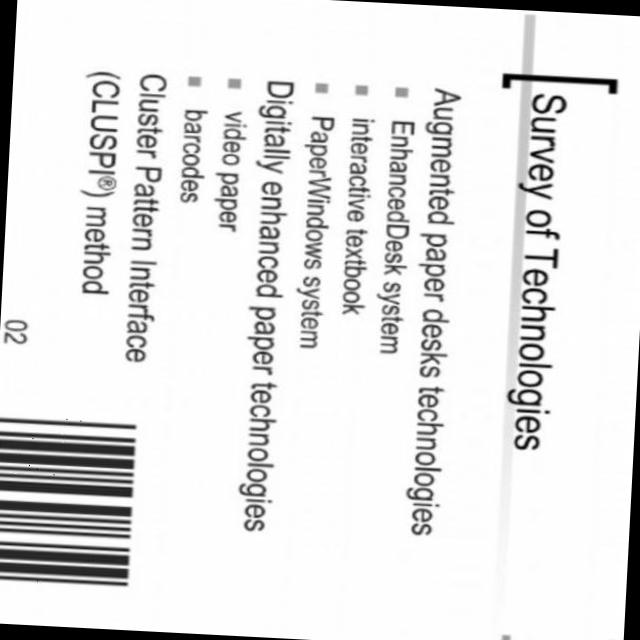 Survey of Technologies
Augmented paper desks technologies
EnhancedDesk system
interactive textbook
PaperWindows system
Digitally enhanced paper technologies
video paper
barcodes
Cluster Pattern Interface
(CLUSPI®) method
02